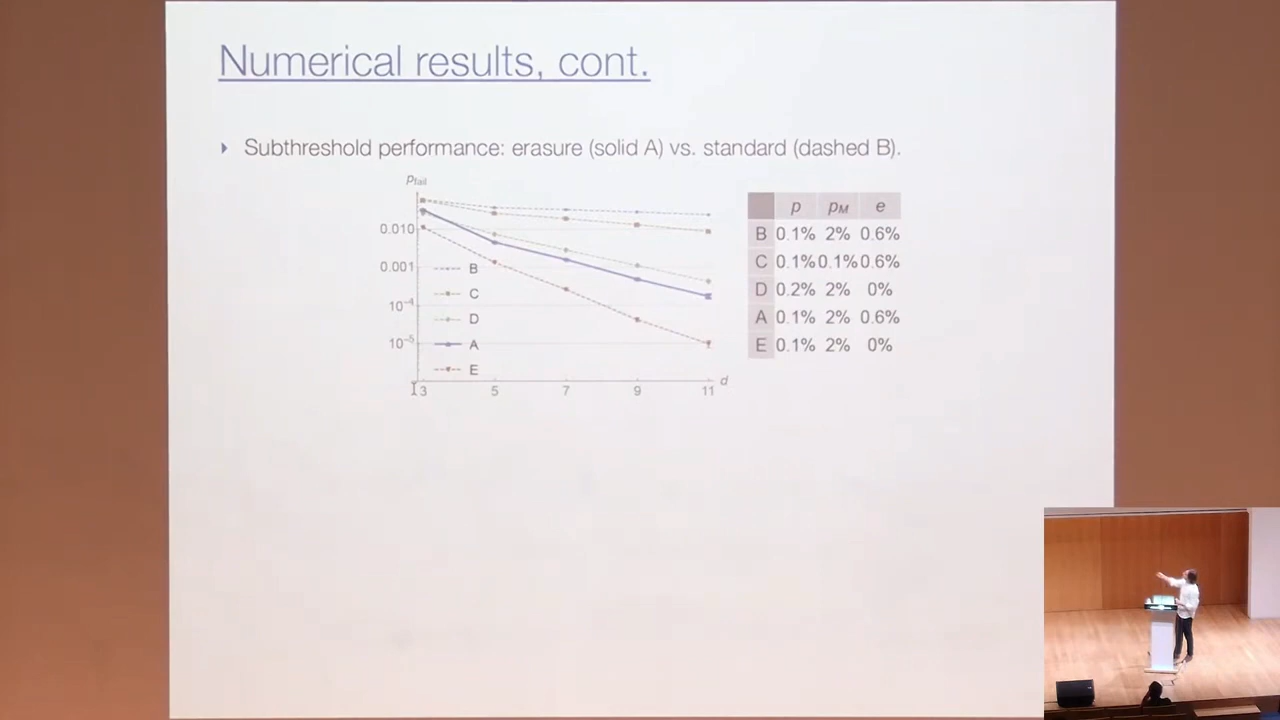 Numerical results, cont.
Subthreshold performance: erasure (solid A) vs. standard (dashed B).
pfail
0.010
0.001
10⁻⁴
10⁻⁵
B
C
D
A
E
3 5 7 9 11 d
p pM e
B 0.1% 2% 0.6%
C 0.1% 0.1% 0.6%
D 0.2% 2% 0%
A 0.1% 2% 0.6%
E 0.1% 2% 0%